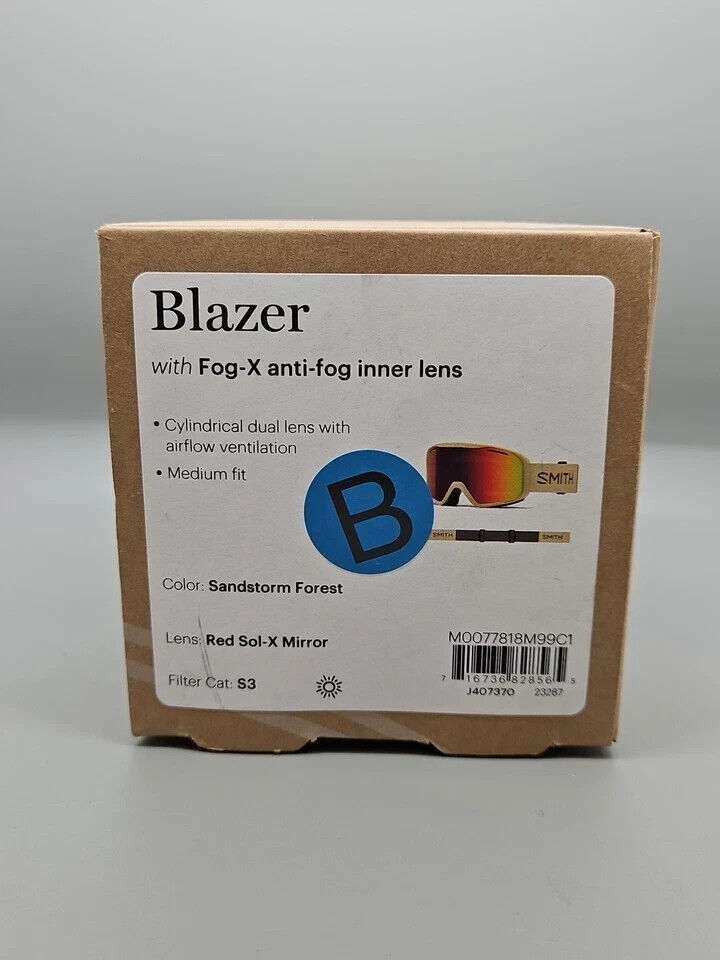 Blazer
with Fog-X anti-fog inner lens
• Cylindrical dual lens with
airflow ventilation
• Medium fit
B
SMITH
SMITH SMITH
Color: Sandstorm Forest
Lens: Red Sol-X Mirror
Filter Cat: S3
M0077818M99C1
7 16736 82856 5
J407370 23287